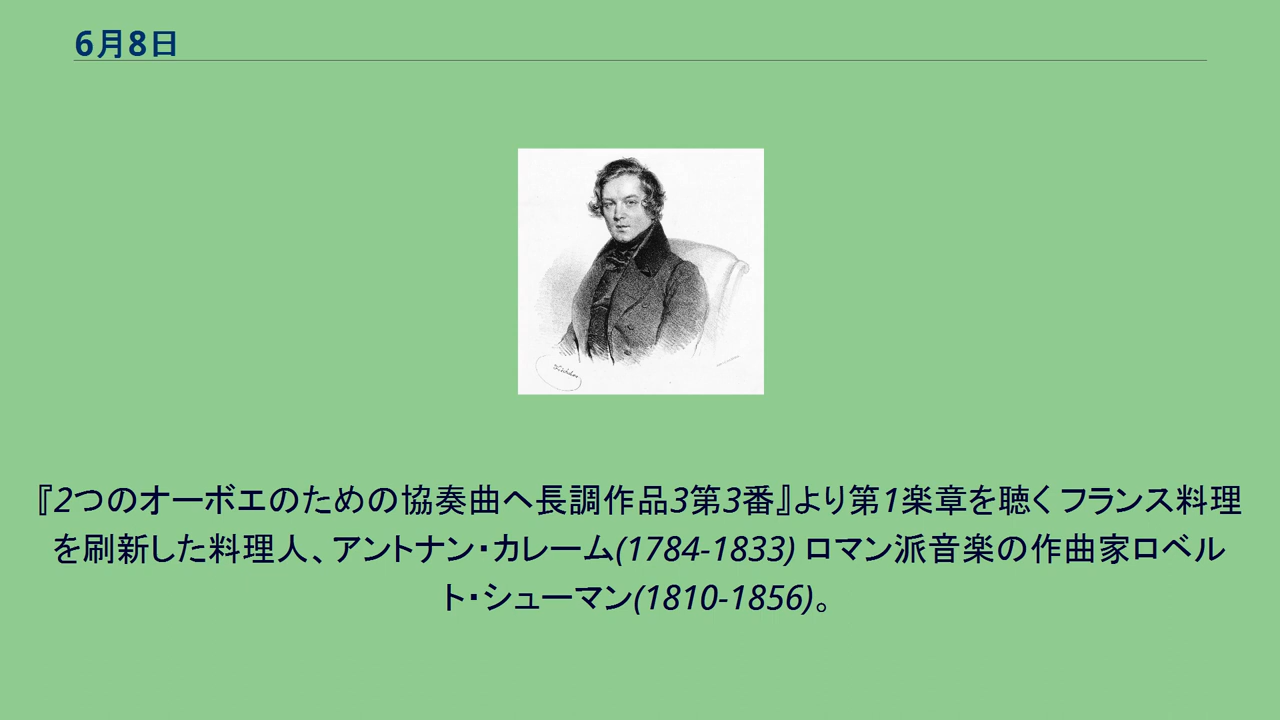 6月8日
『2つのオーボエのための協奏曲ヘ長調作品3第3番』より第1楽章を聴く フランス料理
を刷新した料理人、アントナン・カレーム(1784-1833) ロマン派音楽の作曲家ロベル
ト・シューマン(1810-1856)。